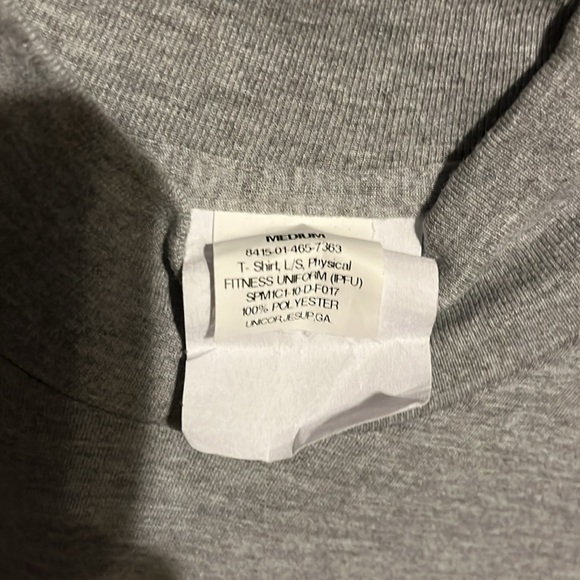 MEDIUM
8415-01-465-7363
T- Shirt, L/S, Physical
FITNESS UNIFORM (IPFU)
SPM1C1-10-D-F017
100% POLYESTER
UNICOR, JESUP, GA